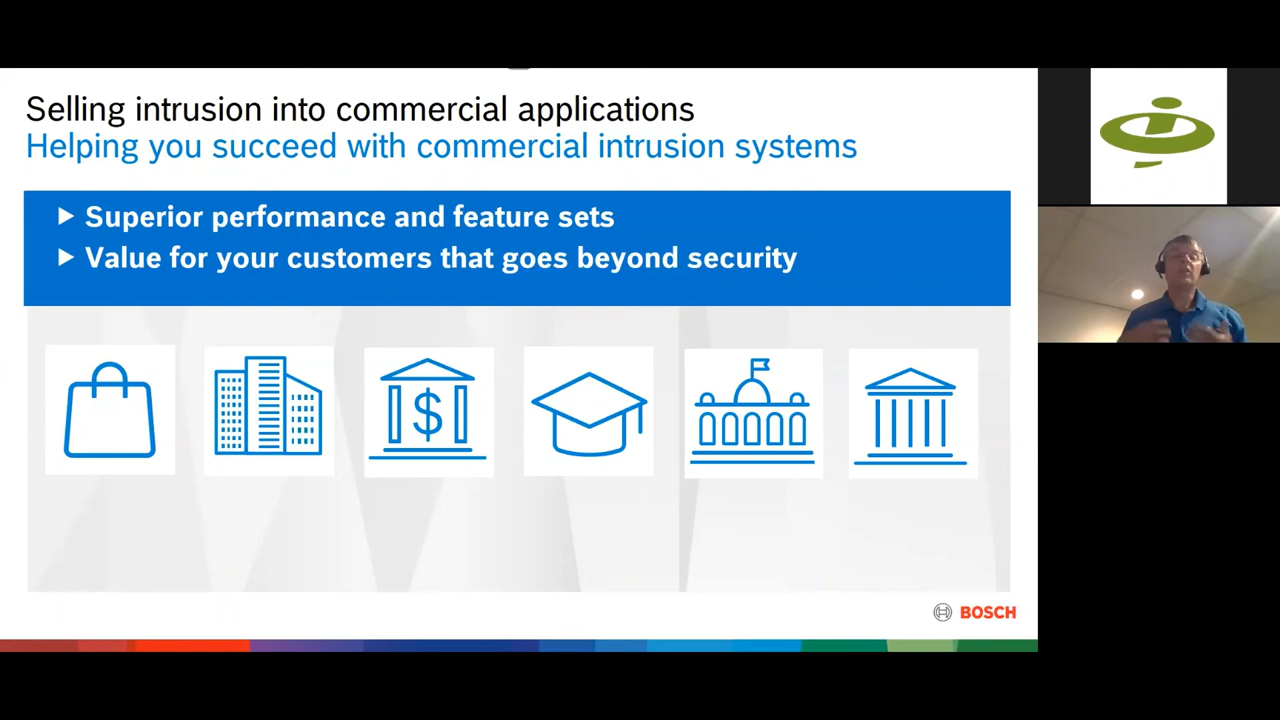 Selling intrusion into commercial applications
Helping you succeed with commercial intrusion systems
▶ Superior performance and feature sets
▶ Value for your customers that goes beyond security
$
BOSCH